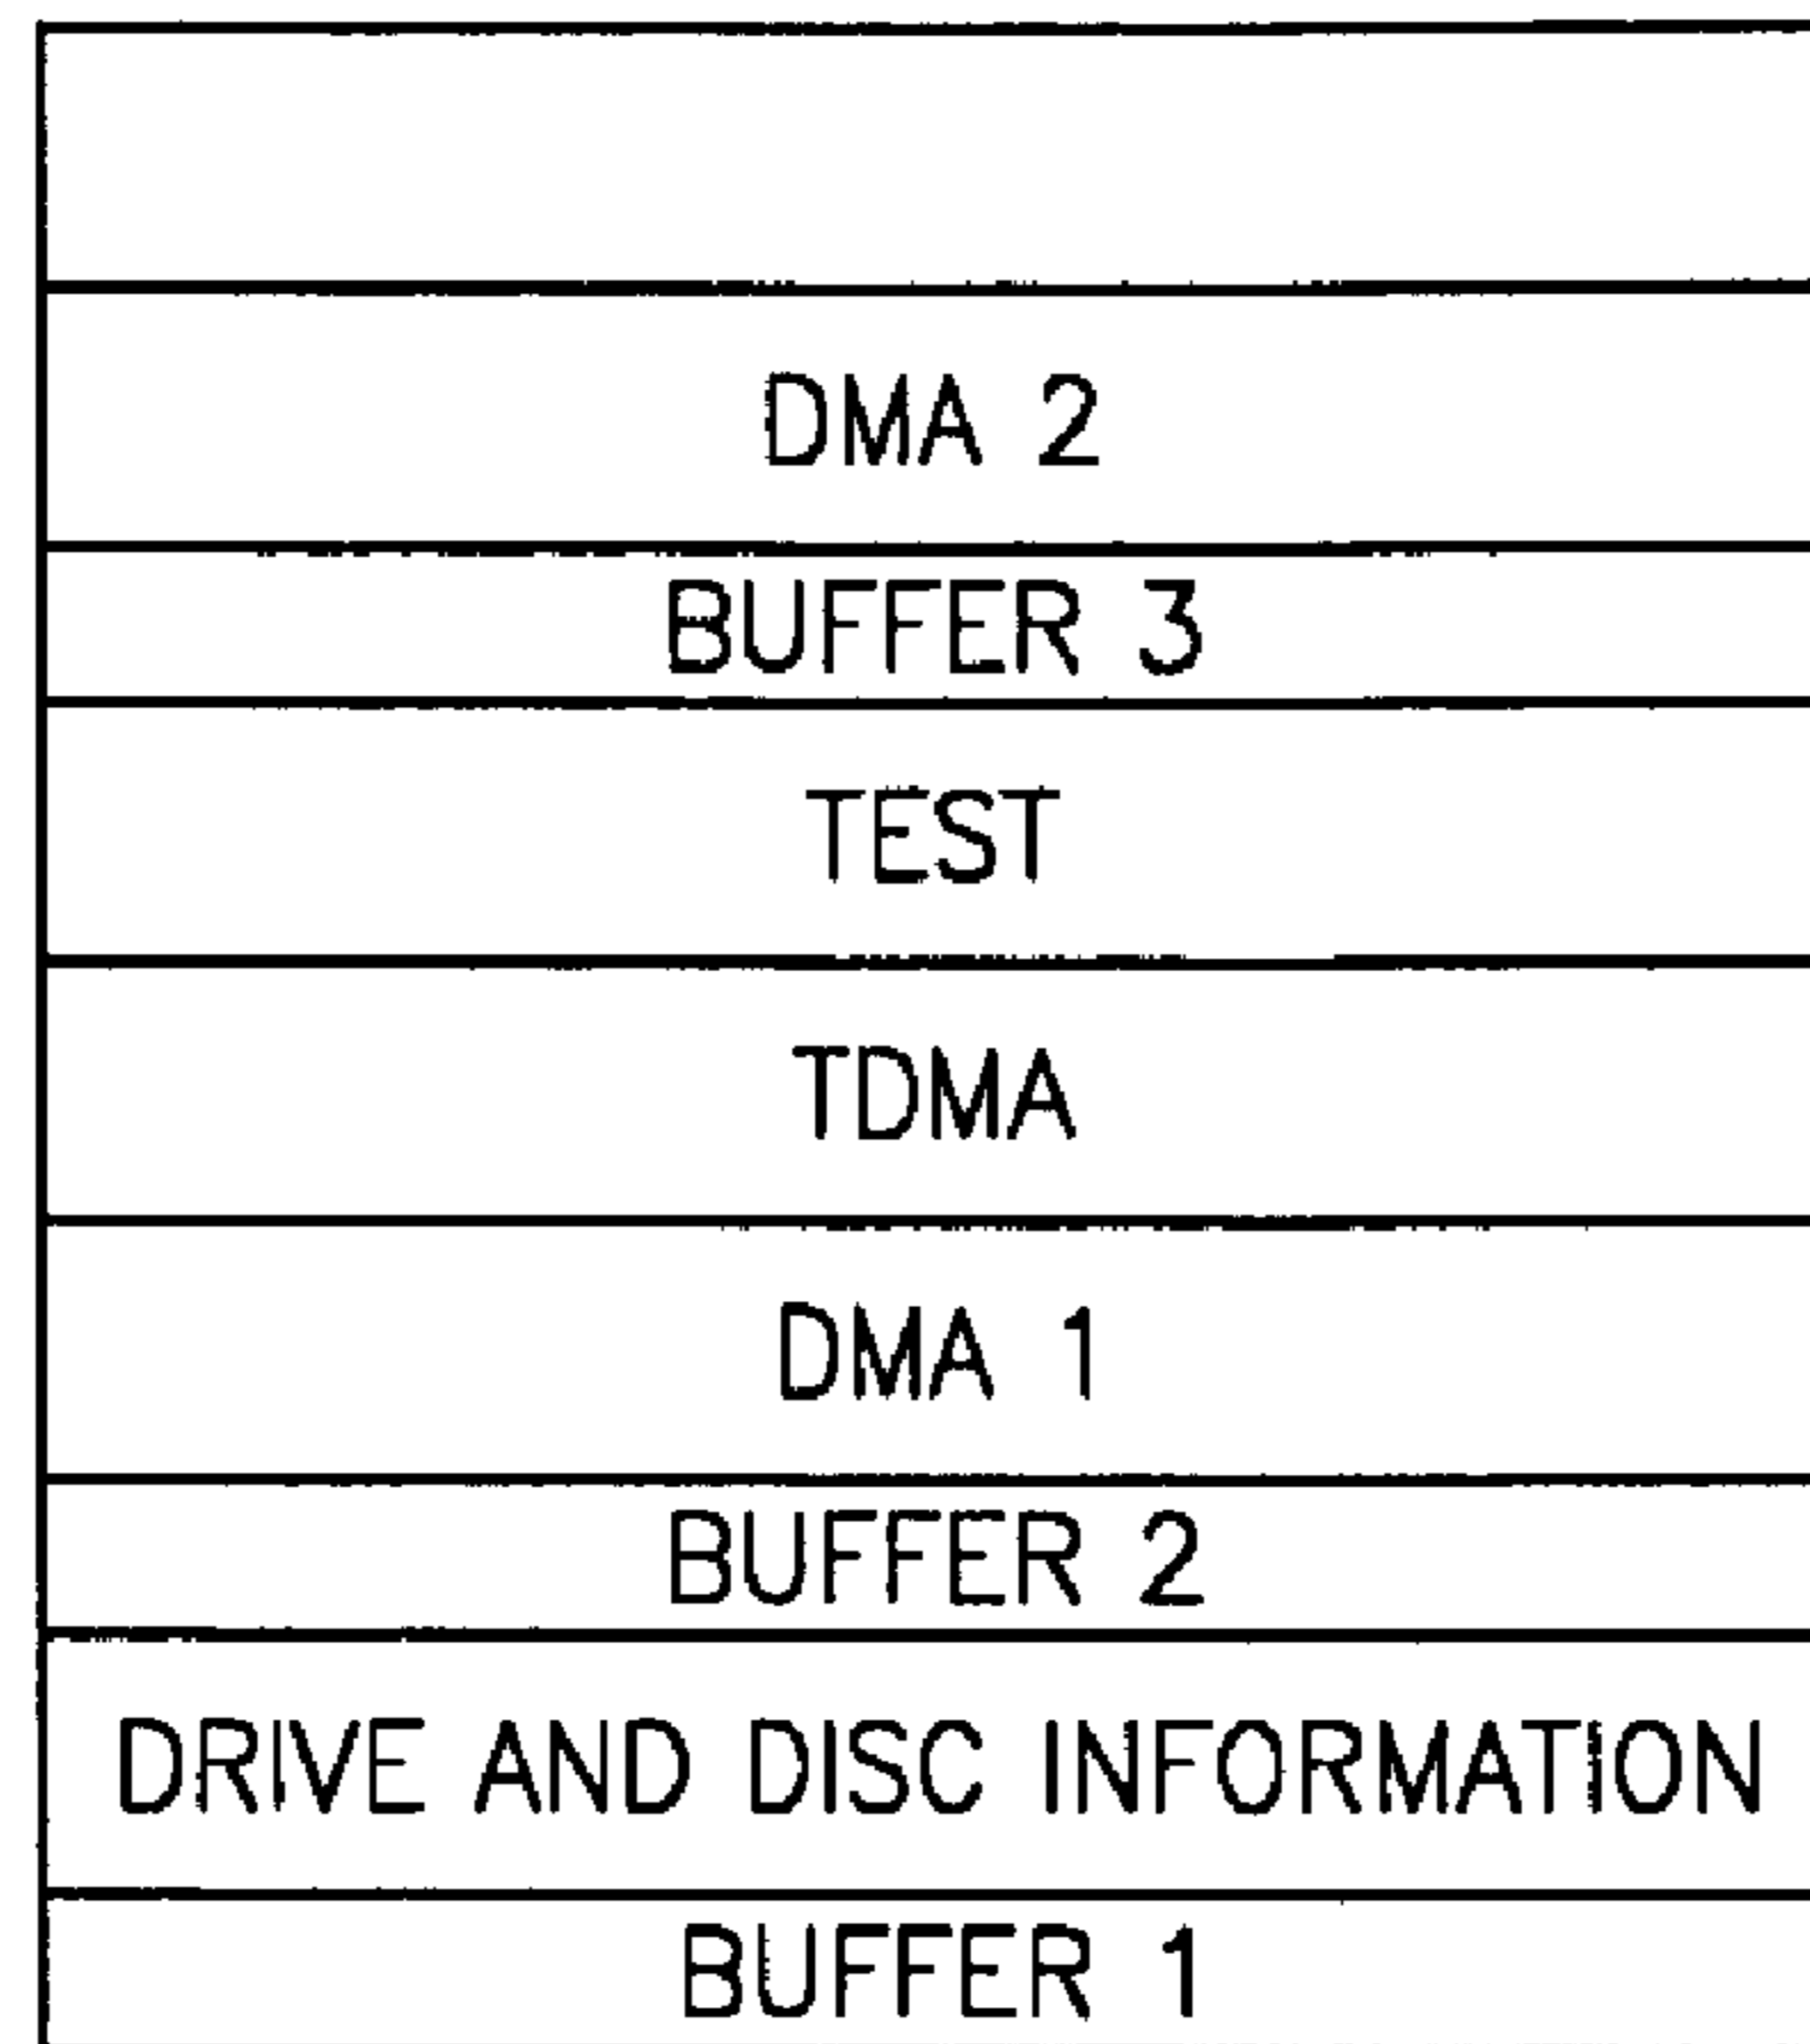 DMA 2
BUFFER 3
TEST
TDMA
DMA 1
BUFFER 2
DRIVE AND DISC INFORMATION
BUFFER 1